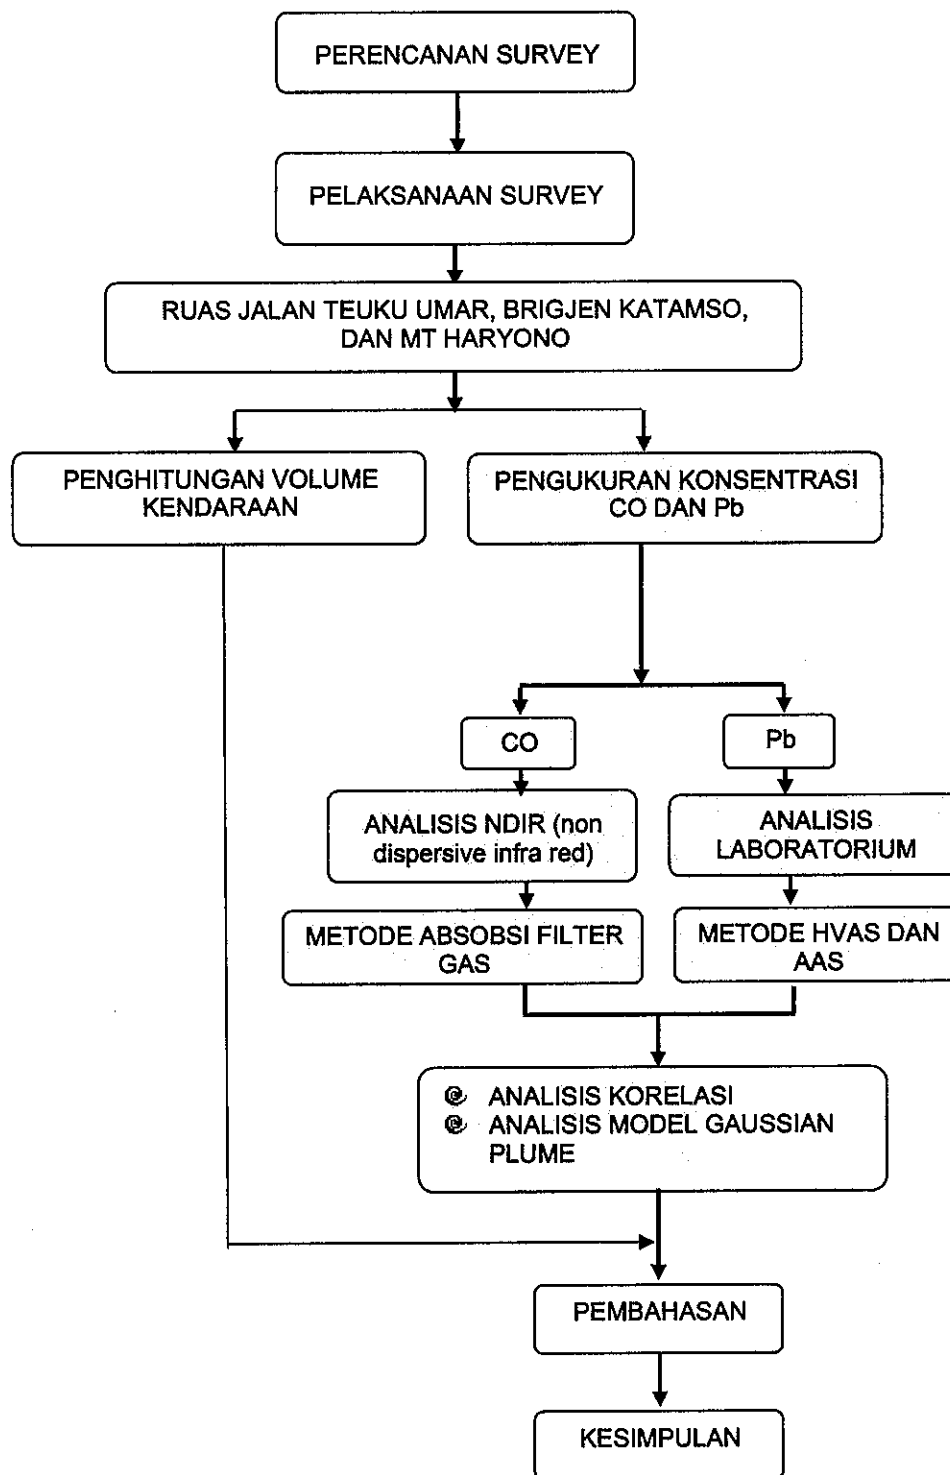 PERENCANAN SURVEY
PELAKSANAAN SURVEY
RUAS JALAN TEUKU UMAR, BRIGJEN KATAMSO,
DAN MT HARYONO
PENGHITUNGAN VOLUME
KENDARAAN
PENGUKURAN KONSENTRASI
CO DAN Pb
CO
Pb
ANALISIS NDIR (non
dispersive infra red)
ANALISIS
LABORATORIUM
METODE ABSOBSI FILTER
GAS
METODE HVAS DAN
AAS
ANALISIS KORELASI
ANALISIS MODEL GAUSSIAN
PLUME
PEMBAHASAN
KESIMPULAN